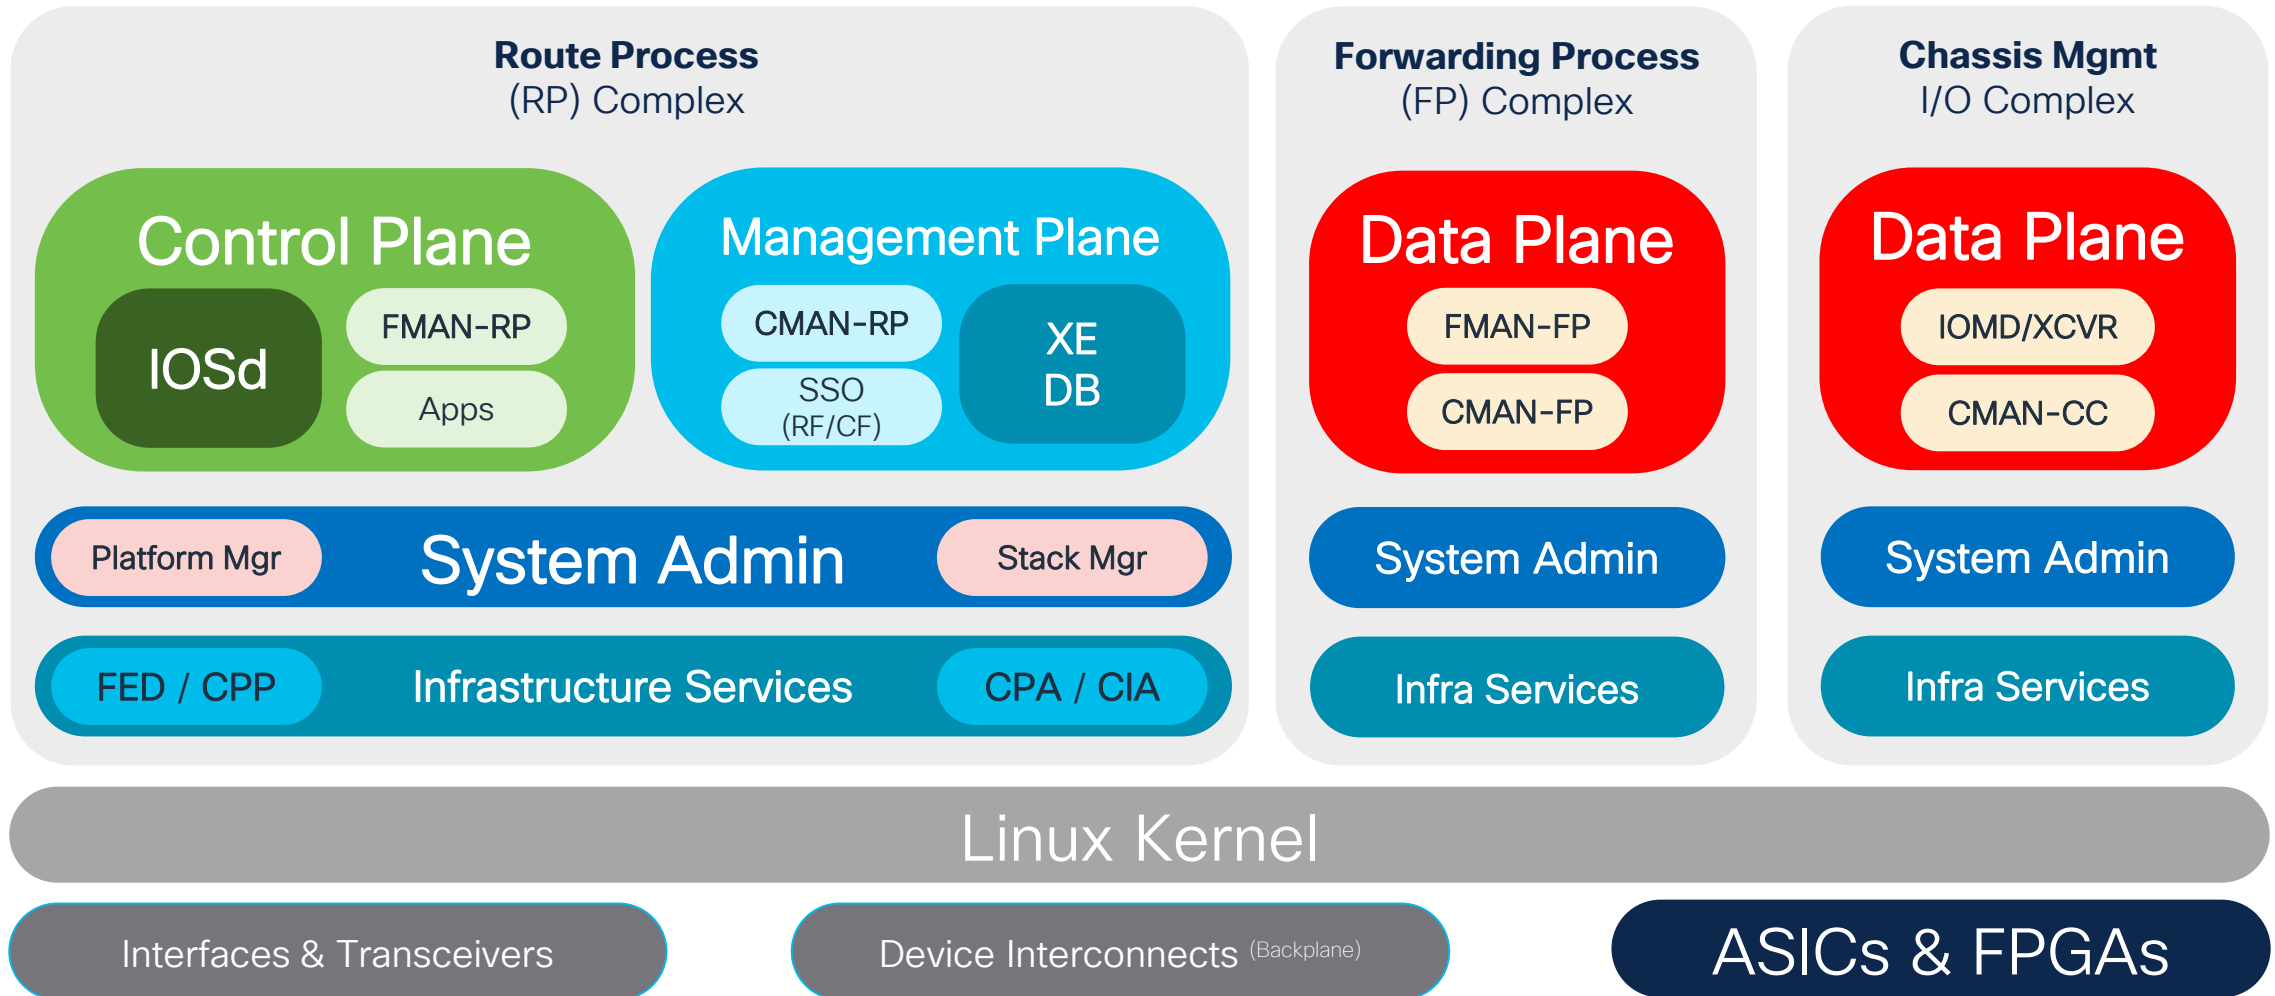 Route Process
(RP) Complex
Control Plane
IOSd
FMAN-RP
Apps
Management Plane
CMAN-RP
SSO
(RF/CF)
XE
DB
Platform Mgr
System Admin
Stack Mgr
FED / CPP
Infrastructure Services
CPA / CIA
Forwarding Process
(FP) Complex
Data Plane
FMAN-FP
CMAN-FP
System Admin
Infra Services
Chassis Mgmt
I/O Complex
Data Plane
IOMD/XCVR
CMAN-CC
System Admin
Infra Services
Linux Kernel
Interfaces & Transceivers
Device Interconnects (Backplane)
ASICs & FPGAs